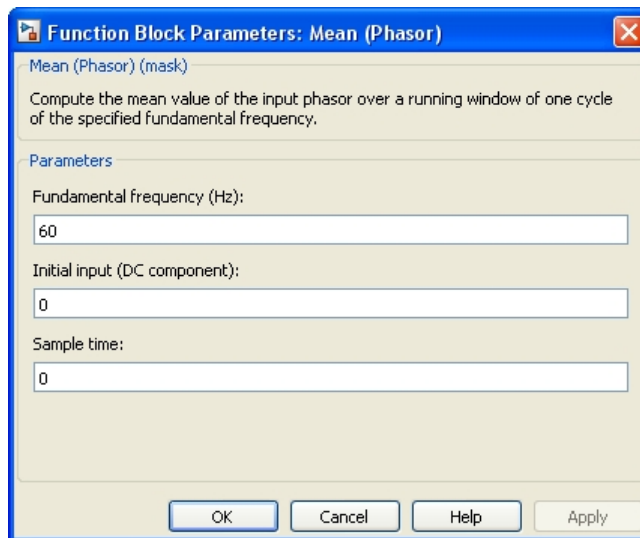 Function Block Parameters: Mean (Phasor)
Mean (Phasor) (mask)
Compute the mean value of the input phasor over a running window of one cycle
of the specified fundamental frequency.
Parameters
Fundamental frequency (Hz):
60
Initial input (DC component):
0
Sample time:
0
OK Cancel Help Apply